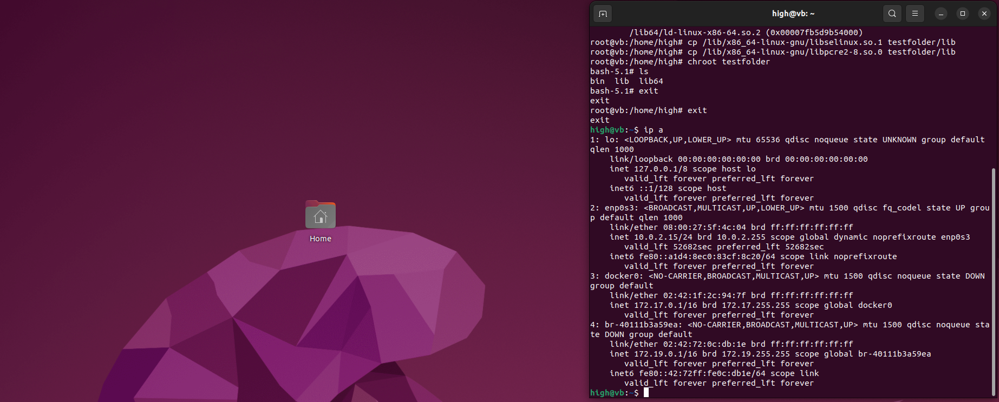 Home
high@vb: ~
        /lib64/ld-linux-x86-64.so.2 (0x00007fb5d9b54000)
root@vb:/home/high# cp /lib/x86_64-linux-gnu/libselinux.so.1 testfolder/lib
root@vb:/home/high# cp /lib/x86_64-linux-gnu/libpcre2-8.so.0 testfolder/lib
root@vb:/home/high# chroot testfolder
bash-5.1# ls
bin  lib  lib64
bash-5.1# exit
exit
root@vb:/home/high# exit
exit
high@vb:~$ ip a
1: lo: <LOOPBACK,UP,LOWER_UP> mtu 65536 qdisc noqueue state UNKNOWN group default
qlen 1000
    link/loopback 00:00:00:00:00:00 brd 00:00:00:00:00:00
    inet 127.0.0.1/8 scope host lo
       valid_lft forever preferred_lft forever
    inet6 ::1/128 scope host
       valid_lft forever preferred_lft forever
2: enp0s3: <BROADCAST,MULTICAST,UP,LOWER_UP> mtu 1500 qdisc fq_codel state UP grou
p default qlen 1000
    link/ether 08:00:27:5f:4c:04 brd ff:ff:ff:ff:ff:ff
    inet 10.0.2.15/24 brd 10.0.2.255 scope global dynamic noprefixroute enp0s3
       valid_lft 52682sec preferred_lft 52682sec
    inet6 fe80::a1d4:8ec0:83cf:8c20/64 scope link noprefixroute
       valid_lft forever preferred_lft forever
3: docker0: <NO-CARRIER,BROADCAST,MULTICAST,UP> mtu 1500 qdisc noqueue state DOWN
group default
    link/ether 02:42:1f:2c:94:7f brd ff:ff:ff:ff:ff:ff
    inet 172.17.0.1/16 brd 172.17.255.255 scope global docker0
       valid_lft forever preferred_lft forever
4: br-40111b3a59ea: <NO-CARRIER,BROADCAST,MULTICAST,UP> mtu 1500 qdisc noqueue sta
te DOWN group default
    link/ether 02:42:72:0c:db:1e brd ff:ff:ff:ff:ff:ff
    inet 172.19.0.1/16 brd 172.19.255.255 scope global br-40111b3a59ea
       valid_lft forever preferred_lft forever
    inet6 fe80::42:72ff:fe0c:db1e/64 scope link
       valid_lft forever preferred_lft forever
high@vb:~$